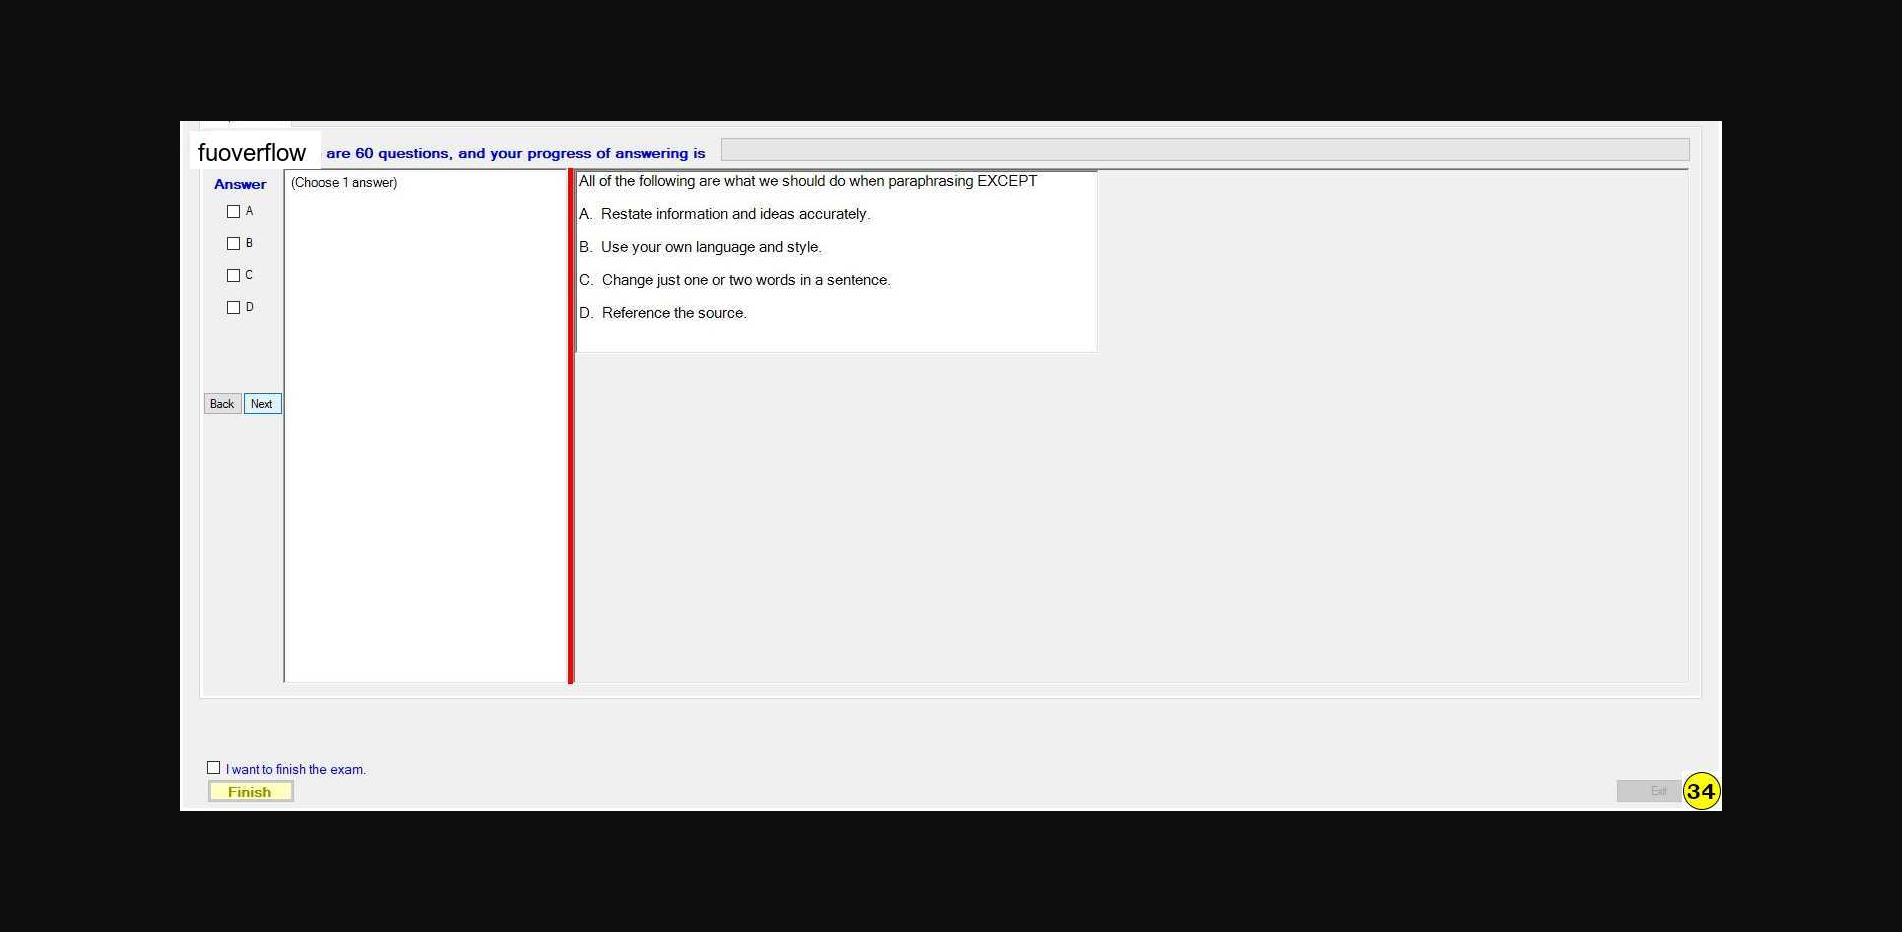 fuoverflow are 60 questions, and your progress of answering is
Answer
A
B
C
D
Back Next
(Choose 1 answer)
All of the following are what we should do when paraphrasing EXCEPT
A. Restate information and ideas accurately.
B. Use your own language and style.
C. Change just one or two words in a sentence.
D. Reference the source.
I want to finish the exam.
Finish
Exit
34